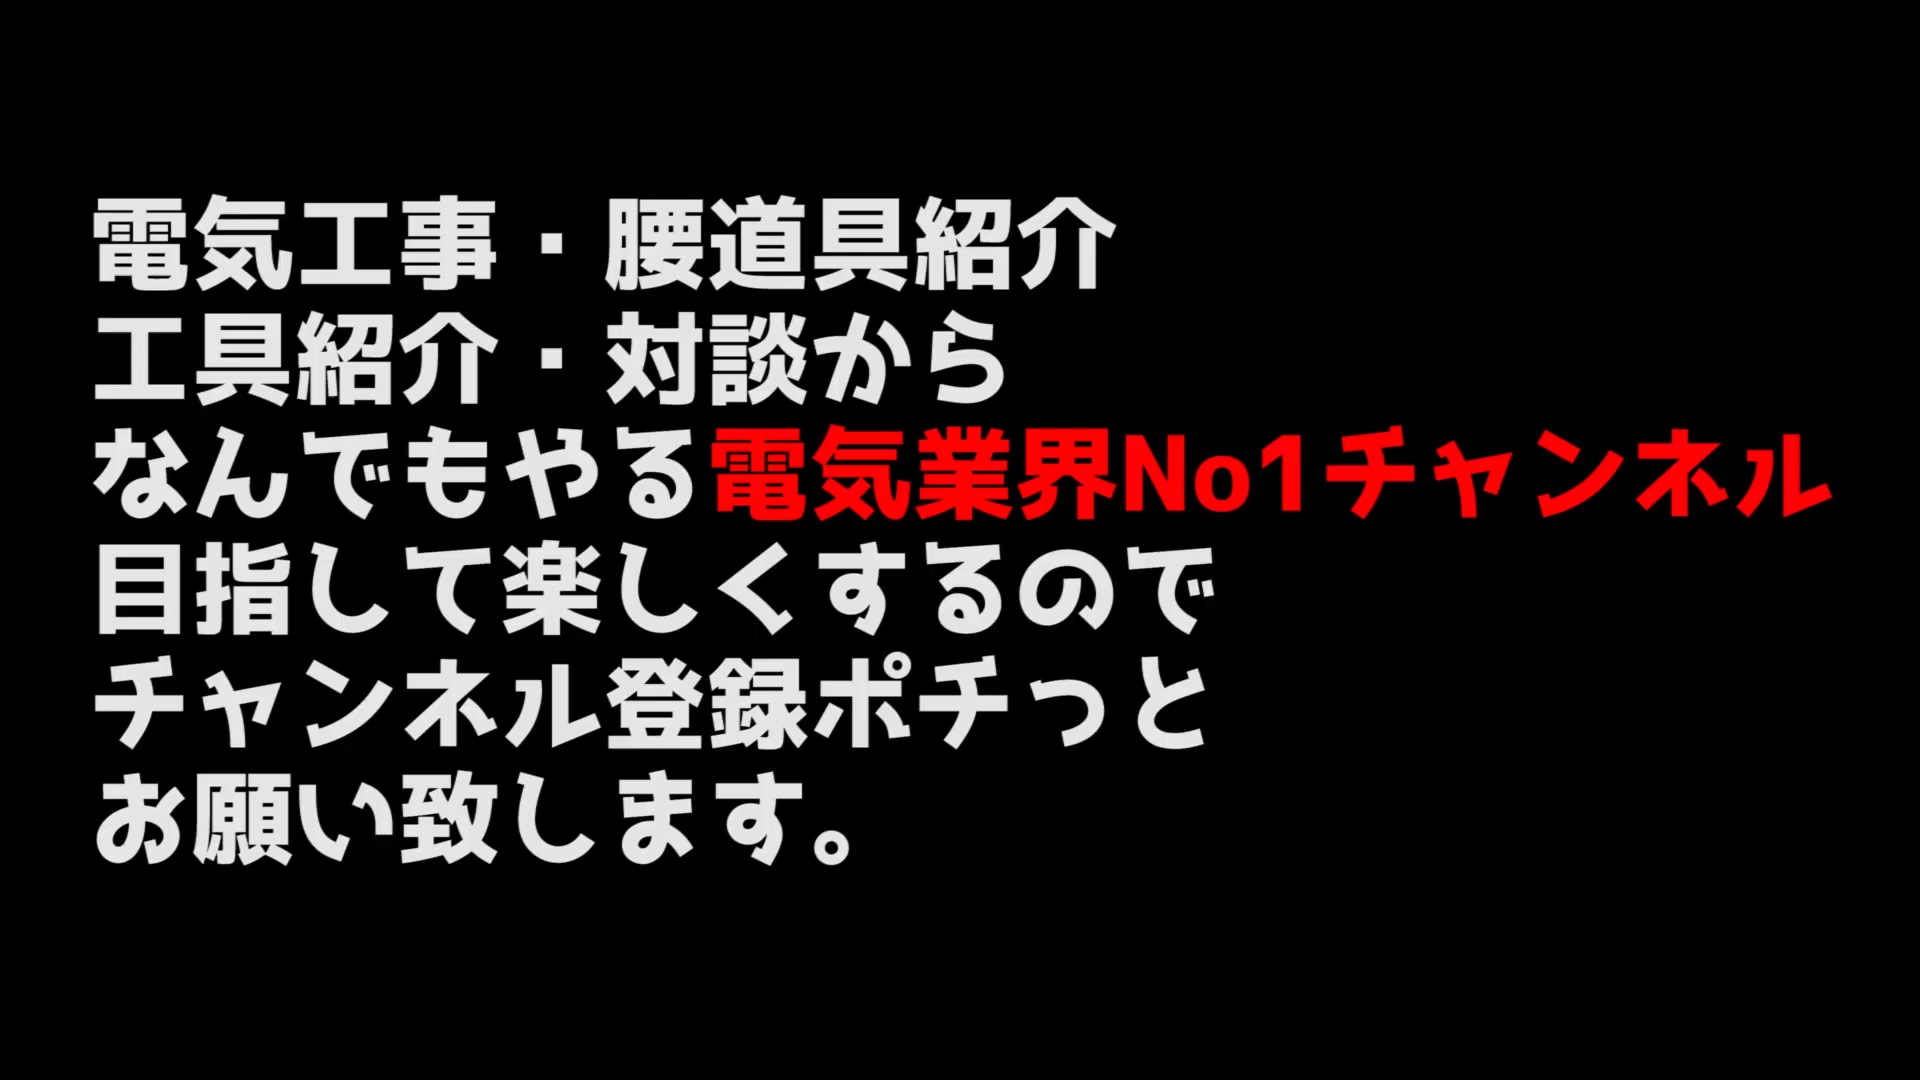 電気工事・腰道具紹介
工具紹介・対談から
なんでもやる電気業界No1チャンネル
目指して楽しくするので
チャンネル登録ポチっと
お願い致します。